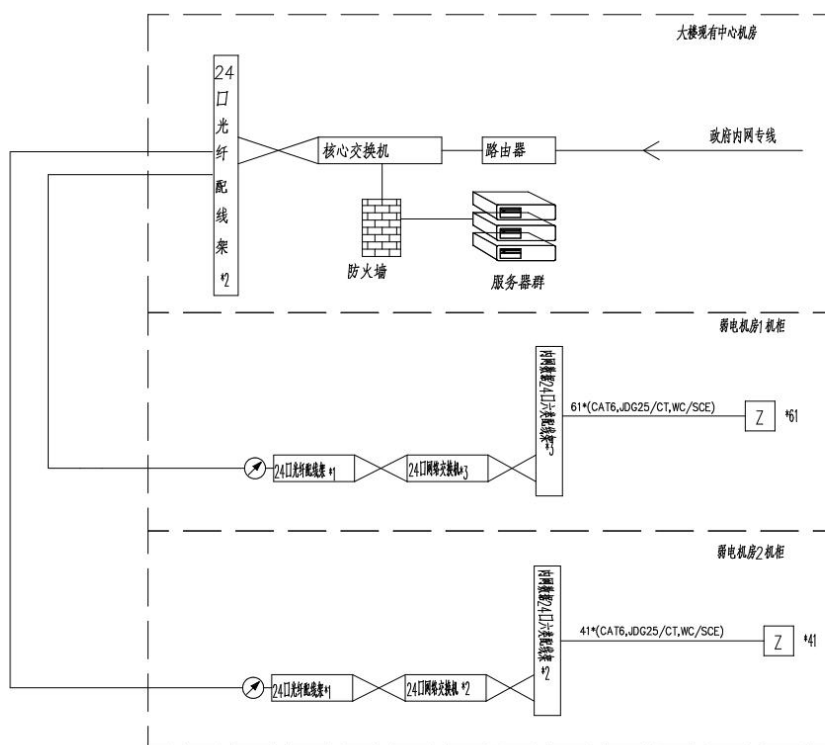 大楼现有中心机房
24口光纤配线架*2
核心交换机
路由器
政府内网专线
防火墙
服务器群
弱电机房1机柜
内网数据24口六类配线架*3
61*(CAT6,JDG25/CT,WC/SCE)
Z
*61
24口光纤配线架*1
24口网络交换机*3
弱电机房2机柜
内网数据24口六类配线架*2
41*(CAT6,JDG25/CT,WC/SCE)
Z
*41
24口光纤配线架*1
24口网络交换机*2